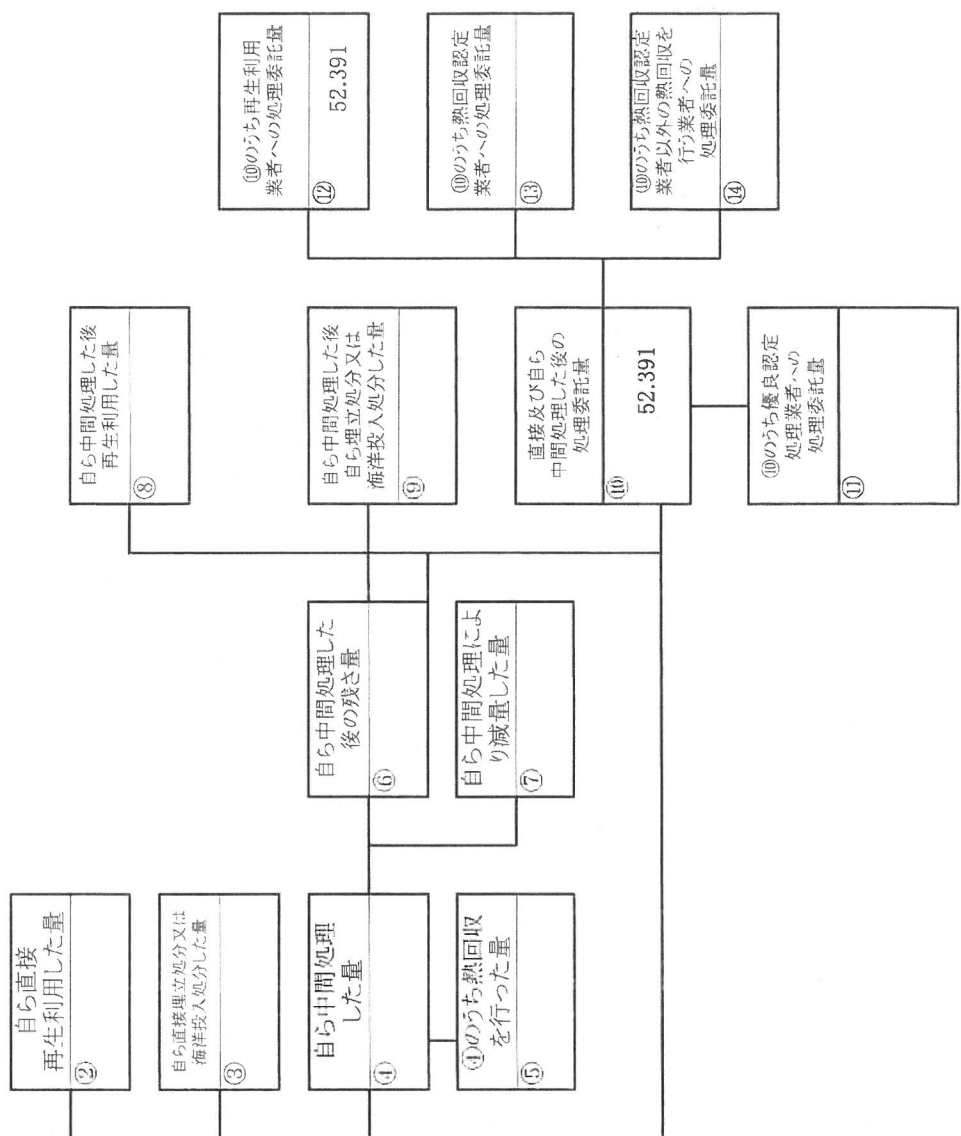 自ら直接
再生利用した量
②
自ら直接埋立処分又は
海洋投入処分した量
③
自ら中間処理
した量
④
④のうち熱回収
を行った量
⑤
自ら中間処理した
後の残さ量
⑥
自ら中間処理によ
り減量した量
⑦
自ら中間処理した後
再生利用した量
⑧
自ら中間処理した後
自ら埋立処分又は
海洋投入処分した量
⑨
直接及び自ら
中間処理した後の
処理委託量
⑩
52.391
⑩のうち優良認定
処理業者への
処理委託量
⑪
⑩のうち再生利用
業者への処理委託量
⑫
52.391
⑩のうち熱回収認定
業者への処理委託量
⑬
⑩のうち熱回収認定
業者以外の熱回収を
行う業者への
処理委託量
⑭